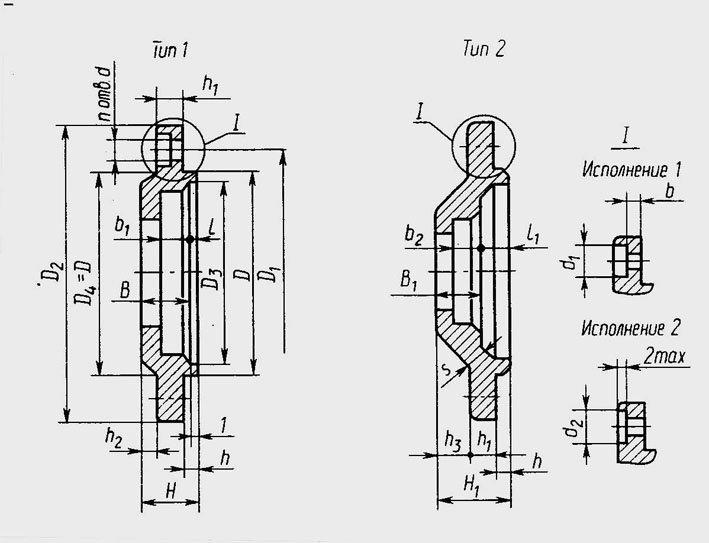 Тип 1
Тип 2
n отв. d
h₁
I
I
I
Исполнение 1
b
d₁
b₁
l
D₂
D₄=D
B
D₃
D
D₁
b₂
l₁
B₁
s
Исполнение 2
2max
d₂
h₂
1
h
H
h₃
h₁
h
H₁